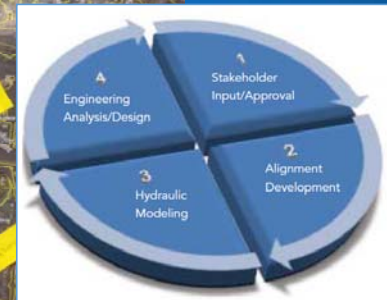 1
Stakeholder
Input/Approval
2
Alignment
Development
3
Hydraulic
Modeling
4
Engineering
Analysis/Design